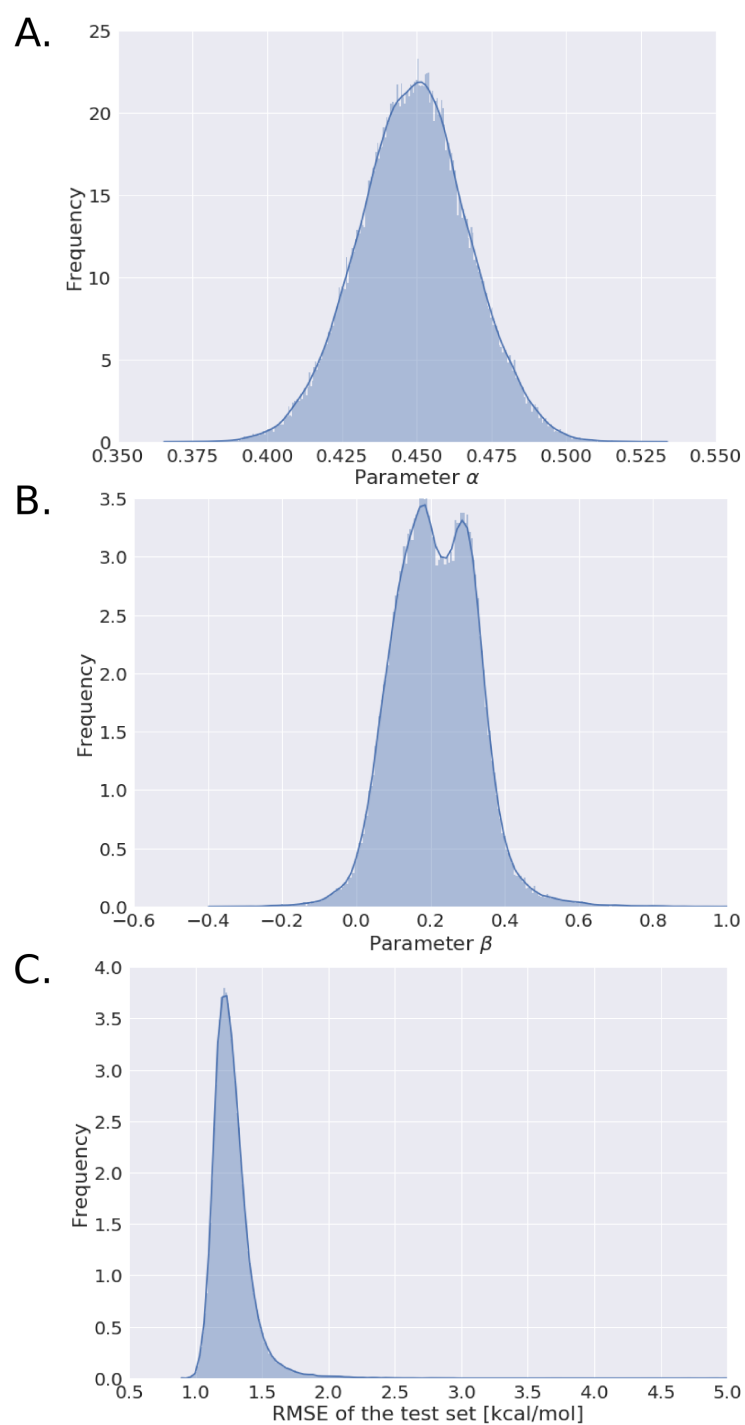 A.
25
20
15
10
5
0
Frequency
0.350 0.375 0.400 0.425 0.450 0.475 0.500 0.525 0.550
Parameter α
B.
3.5
3.0
2.5
2.0
1.5
1.0
0.5
0.0
Frequency
−0.6 −0.4 −0.2 0.0 0.2 0.4 0.6 0.8 1.0
Parameter β
C.
4.0
3.5
3.0
2.5
2.0
1.5
1.0
0.5
0.0
Frequency
0.5 1.0 1.5 2.0 2.5 3.0 3.5 4.0 4.5 5.0
RMSE of the test set [kcal/mol]